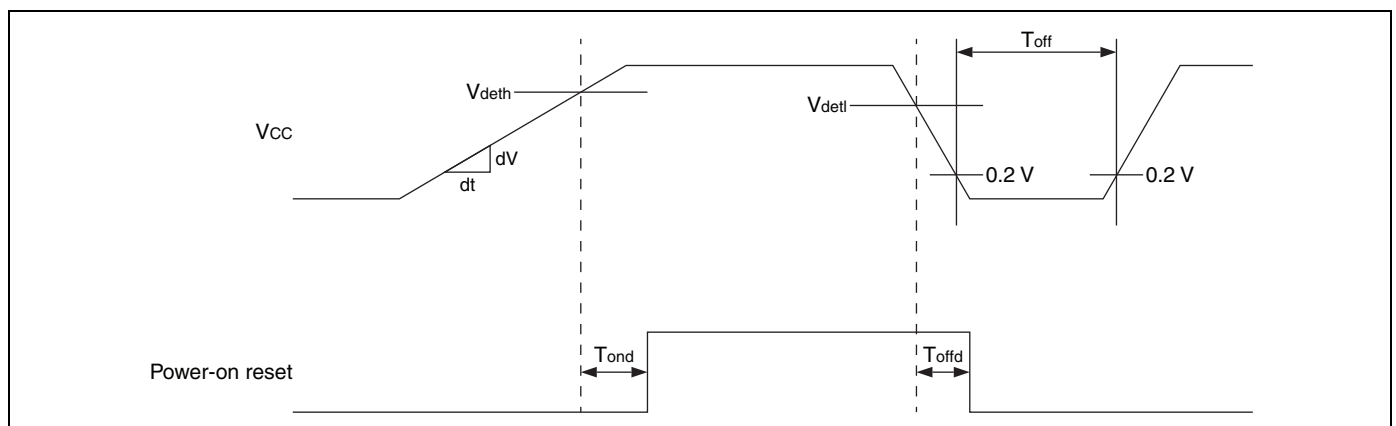 Toff
Vdeth
Vdetl
VCC
dV
dt
0.2 V
0.2 V
Tond
Toffd
Power-on reset